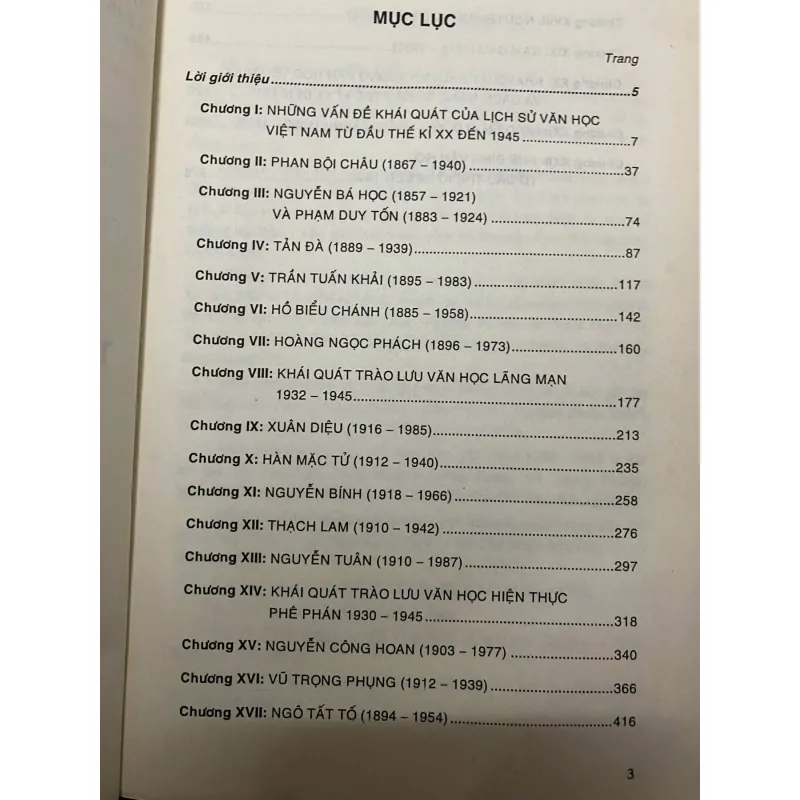 MỤC LỤC
Trang
Lời giới thiệu.....5
Chương I: NHỮNG VẤN ĐỀ KHÁI QUÁT CỦA LỊCH SỬ VĂN HỌC
VIỆT NAM TỪ ĐẦU THẾ KỈ XX ĐẾN 1945.....7
Chương II: PHAN BỘI CHÂU (1867 – 1940).....37
Chương III: NGUYỄN BÁ HỌC (1857 – 1921)
VÀ PHẠM DUY TỐN (1883 – 1924).....74
Chương IV: TẢN ĐÀ (1889 – 1939).....87
Chương V: TRẦN TUẤN KHẢI (1895 – 1983).....117
Chương VI: HỒ BIỂU CHÁNH (1885 – 1958).....142
Chương VII: HOÀNG NGỌC PHÁCH (1896 – 1973).....160
Chương VIII: KHÁI QUÁT TRÀO LƯU VĂN HỌC LÃNG MẠN
1932 – 1945.....177
Chương IX: XUÂN DIỆU (1916 – 1985).....213
Chương X: HÀN MẶC TỬ (1912 – 1940).....235
Chương XI: NGUYỄN BÍNH (1918 – 1966).....258
Chương XII: THẠCH LAM (1910 – 1942).....276
Chương XIII: NGUYỄN TUÂN (1910 – 1987).....297
Chương XIV: KHÁI QUÁT TRÀO LƯU VĂN HỌC HIỆN THỰC
PHÊ PHÁN 1930 – 1945.....318
Chương XV: NGUYỄN CÔNG HOAN (1903 – 1977).....340
Chương XVI: VŨ TRỌNG PHỤNG (1912 – 1939).....366
Chương XVII: NGÔ TẤT TỐ (1894 – 1954).....416
3